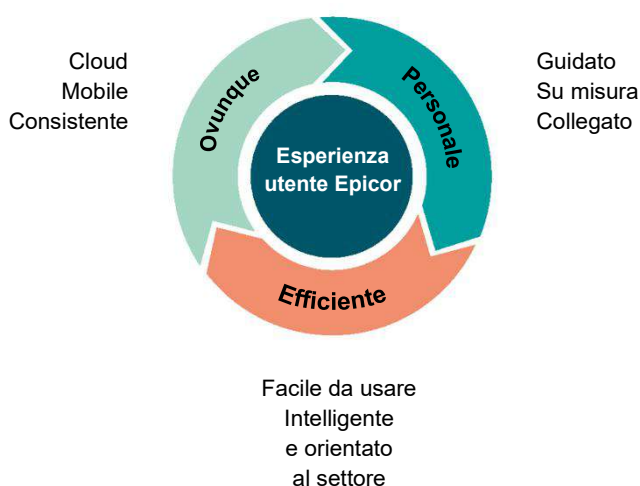 Cloud
Mobile
Consistente
Ovunque
Personale
Guidato
Su misura
Collegato
Esperienza
utente Epicor
Efficiente
Facile da usare
Intelligente
e orientato
al settore